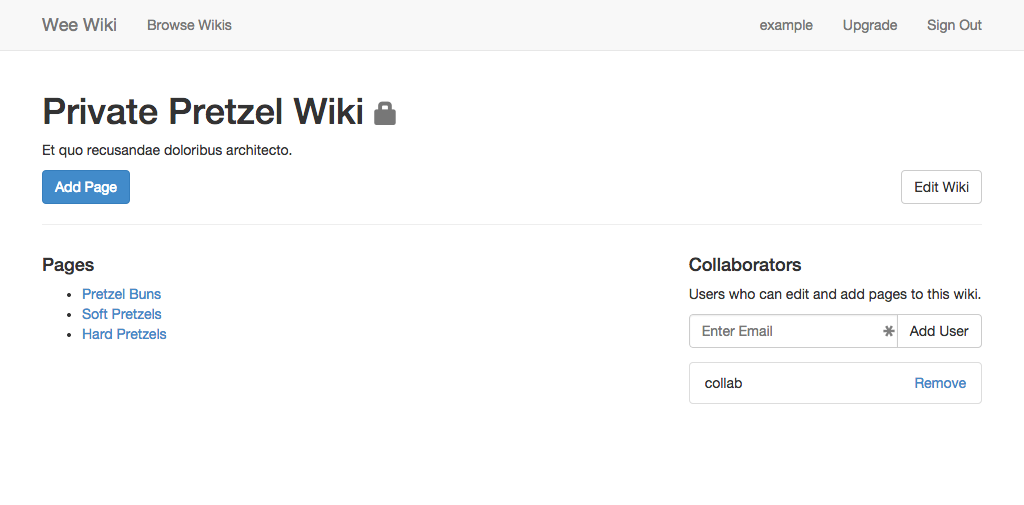 Wee Wiki Browse Wikis example Upgrade Sign Out
Private Pretzel Wiki
Et quo recusandae doloribus architecto.
Add Page Edit Wiki
Pages
Pretzel Buns
Soft Pretzels
Hard Pretzels
Collaborators
Users who can edit and add pages to this wiki.
Enter Email Add User
collab Remove